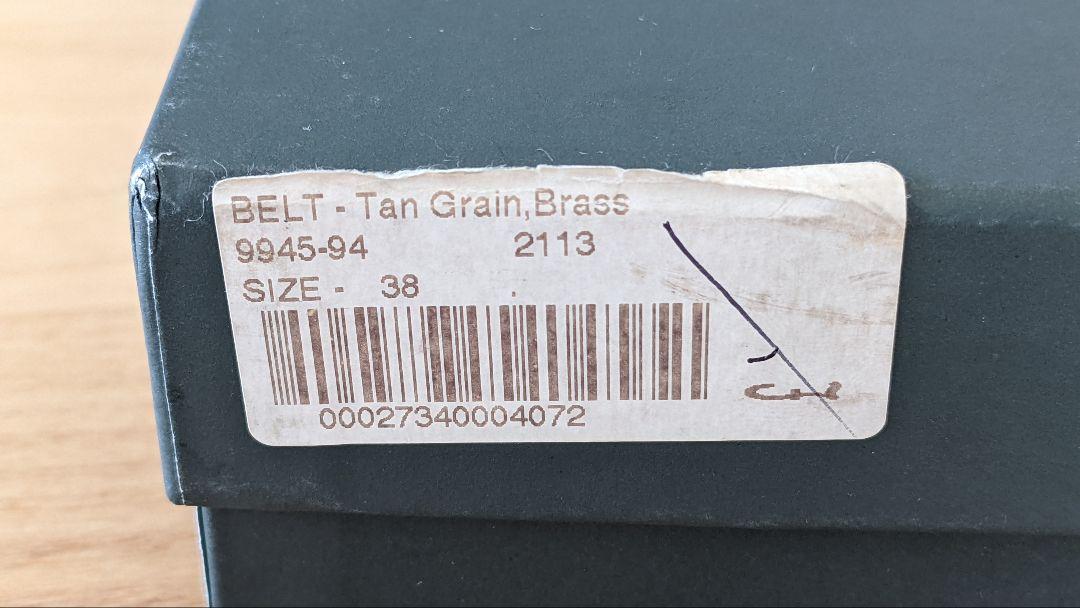 BELT - Tan Grain,Brass
9945-94 2113
SIZE - 38
00027340004072